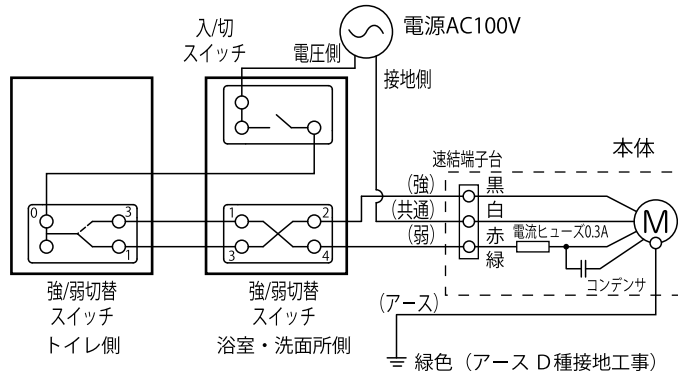 電源AC100V
入/切
スイッチ
電圧側
接地側
本体
速結端子台
(強)
黒
(共通)
白
(弱)
赤
電流ヒューズ0.3A
緑
コンデンサ
M
0
3
1
1
2
3
4
強/弱切替
スイッチ
トイレ側
強/弱切替
スイッチ
浴室・洗面所側
(アース)
緑色(アース D種接地工事)